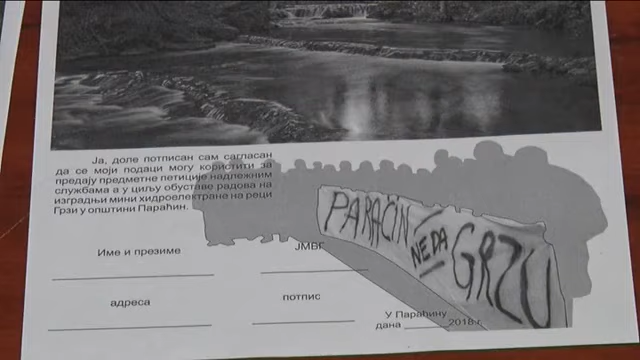 Ја, доле потписан сам сагласан
да се моји подаци могу користити за
предају предметне петиције надлежним
службама а у циљу обуставе радова на
изградњи мини хидроелектране на реци
Грзи у општини Параћин.
PARAĆIN
NE DA
GRZU
Име и презиме
ЈМБГ
адреса
потпис
У Параћину
дана _________ 2018 г.